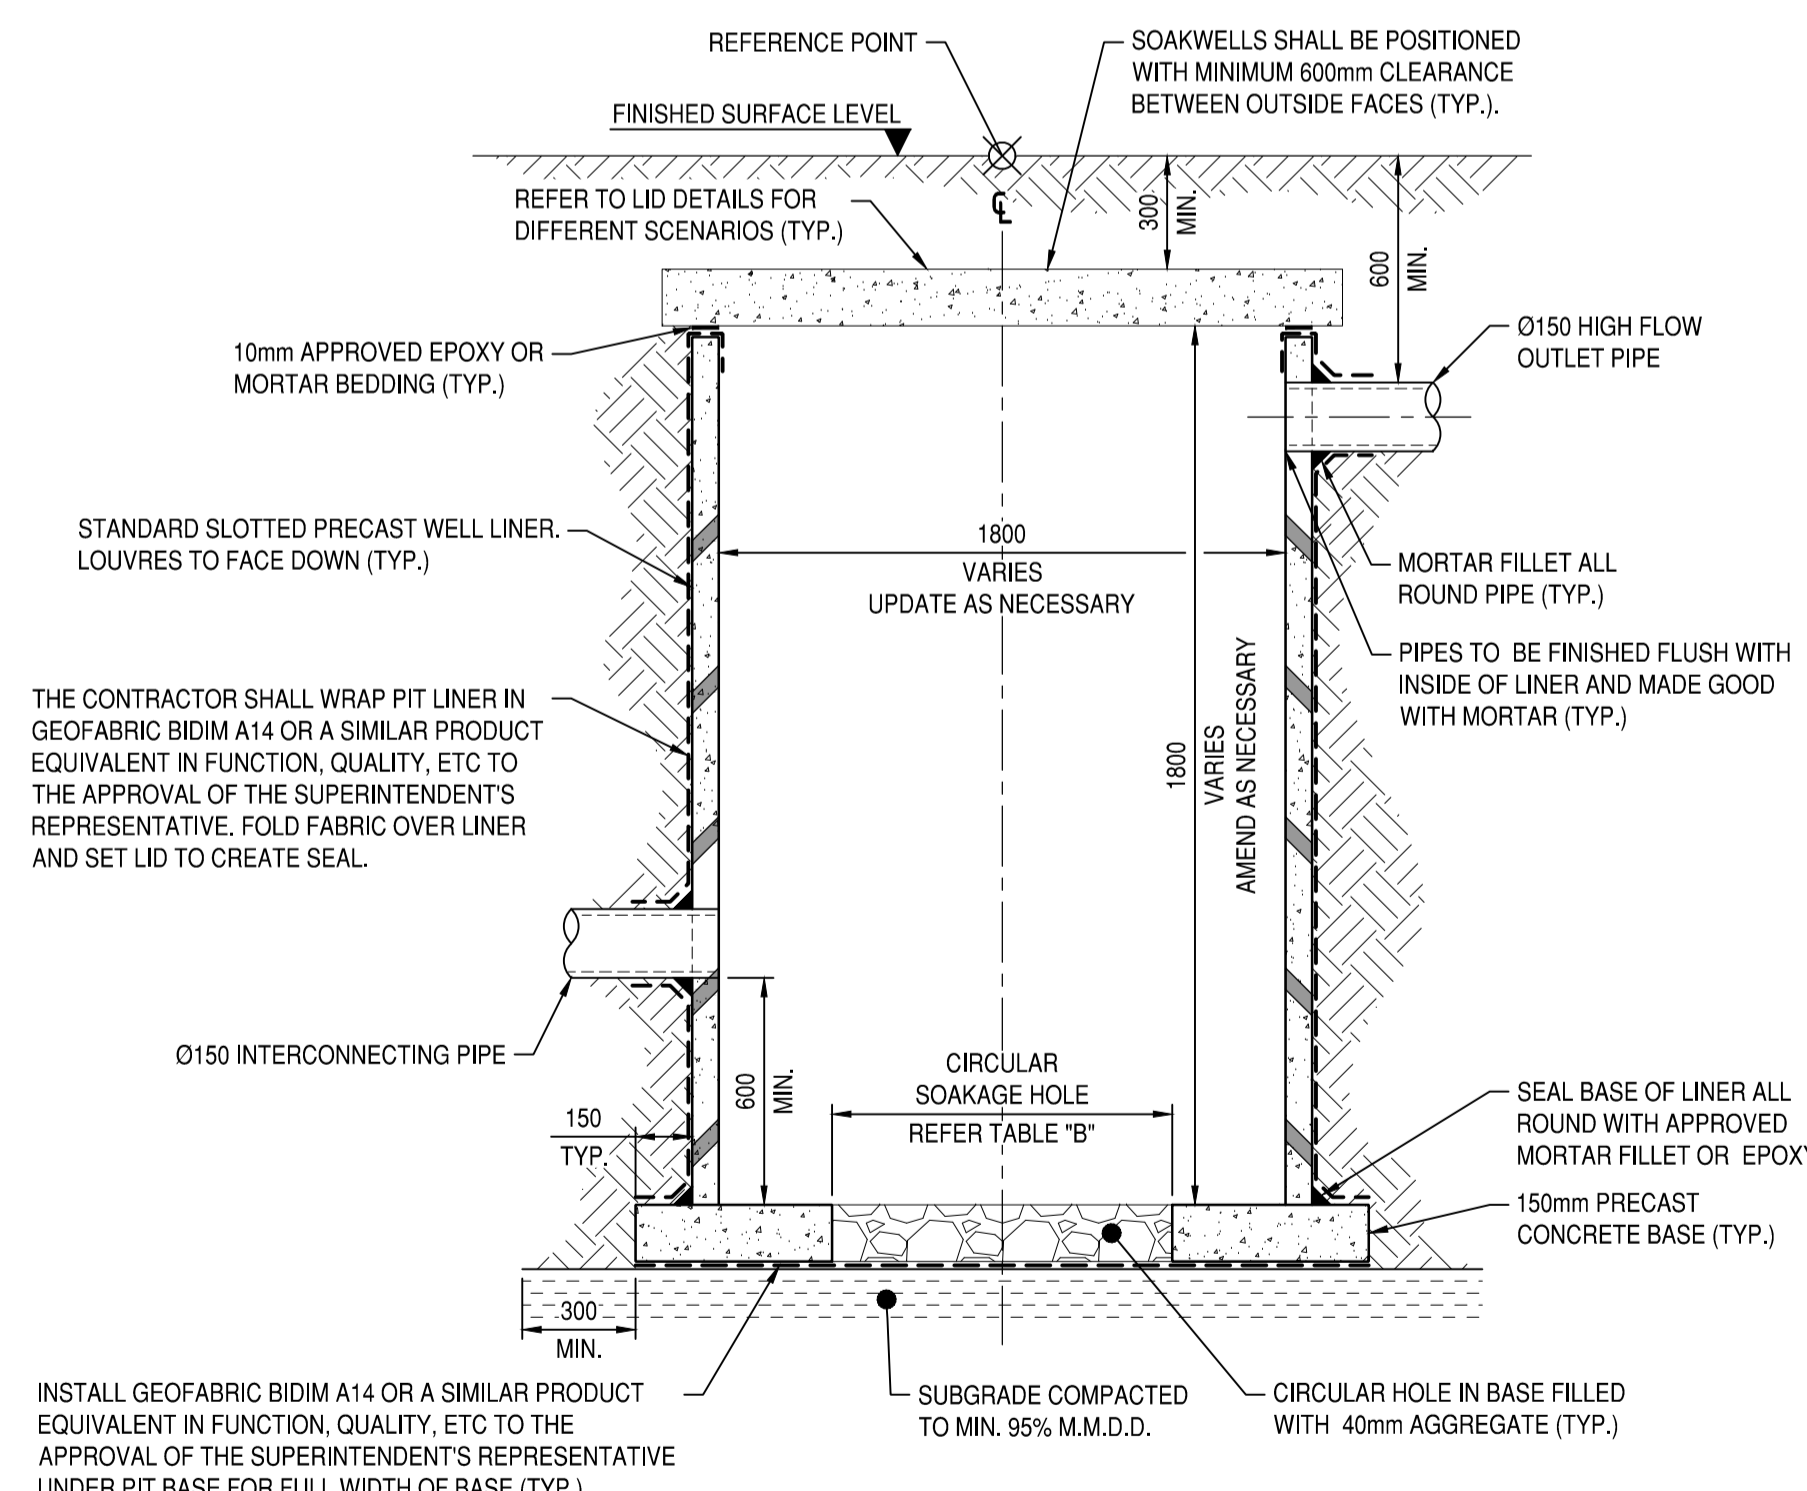 REFERENCE POINT
SOAKWELLS SHALL BE POSITIONED
WITH MINIMUM 600mm CLEARANCE
BETWEEN OUTSIDE FACES (TYP.).
FINISHED SURFACE LEVEL
REFER TO LID DETAILS FOR
DIFFERENT SCENARIOS (TYP.)
℄
300
MIN.
600
MIN.
10mm APPROVED EPOXY OR
MORTAR BEDDING (TYP.)
Ø150 HIGH FLOW
OUTLET PIPE
STANDARD SLOTTED PRECAST WELL LINER.
LOUVRES TO FACE DOWN (TYP.)
1800
VARIES
UPDATE AS NECESSARY
MORTAR FILLET ALL
ROUND PIPE (TYP.)
PIPES TO BE FINISHED FLUSH WITH
INSIDE OF LINER AND MADE GOOD
WITH MORTAR (TYP.)
THE CONTRACTOR SHALL WRAP PIT LINER IN
GEOFABRIC BIDIM A14 OR A SIMILAR PRODUCT
EQUIVALENT IN FUNCTION, QUALITY, ETC TO
THE APPROVAL OF THE SUPERINTENDENT'S
REPRESENTATIVE. FOLD FABRIC OVER LINER
AND SET LID TO CREATE SEAL.
1800
VARIES
AMEND AS NECESSARY
Ø150 INTERCONNECTING PIPE
600
MIN.
CIRCULAR
SOAKAGE HOLE
REFER TABLE "B"
150
TYP.
SEAL BASE OF LINER ALL
ROUND WITH APPROVED
MORTAR FILLET OR EPOXY
150mm PRECAST
CONCRETE BASE (TYP.)
300
MIN.
INSTALL GEOFABRIC BIDIM A14 OR A SIMILAR PRODUCT
EQUIVALENT IN FUNCTION, QUALITY, ETC TO THE
APPROVAL OF THE SUPERINTENDENT'S REPRESENTATIVE
UNDER PIT BASE FOR FULL WIDTH OF BASE (TYP.)
SUBGRADE COMPACTED
TO MIN. 95% M.M.D.D.
CIRCULAR HOLE IN BASE FILLED
WITH 40mm AGGREGATE (TYP.)